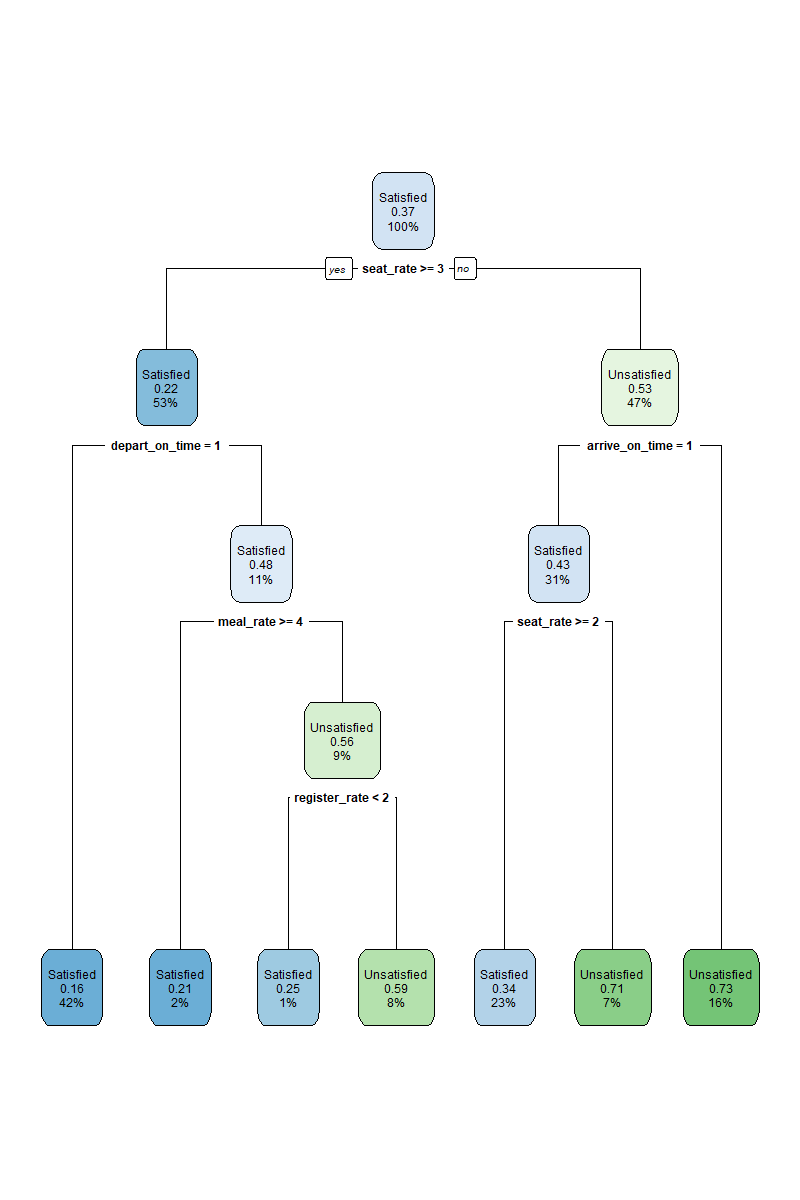 Satisfied
0.37
100%
yes seat_rate >= 3 no
Satisfied
0.22
53%
Unsatisfied
0.53
47%
depart_on_time = 1
arrive_on_time = 1
Satisfied
0.48
11%
Satisfied
0.43
31%
meal_rate >= 4
seat_rate >= 2
Unsatisfied
0.56
9%
register_rate < 2
Satisfied
0.16
42%
Satisfied
0.21
2%
Satisfied
0.25
1%
Unsatisfied
0.59
8%
Satisfied
0.34
23%
Unsatisfied
0.71
7%
Unsatisfied
0.73
16%